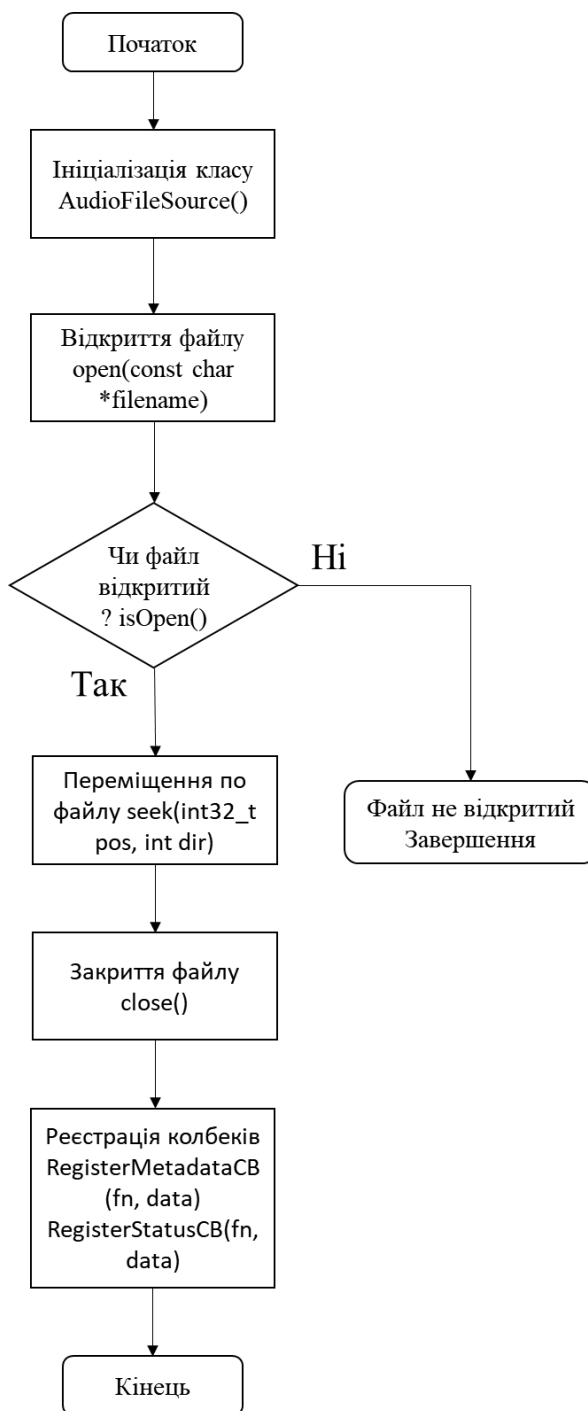 Початок
Ініціалізація класу
AudioFileSource()
Відкриття файлу
open(const char
*filename)
Чи файл
відкритий
? isOpen()
Ні
Так
Переміщення по
файлу seek(int32_t
pos, int dir)
Файл не відкритий
Завершення
Закриття файлу
close()
Реєстрація колбеків
RegisterMetadataCB
(fn, data)
RegisterStatusCB(fn,
data)
Кінець